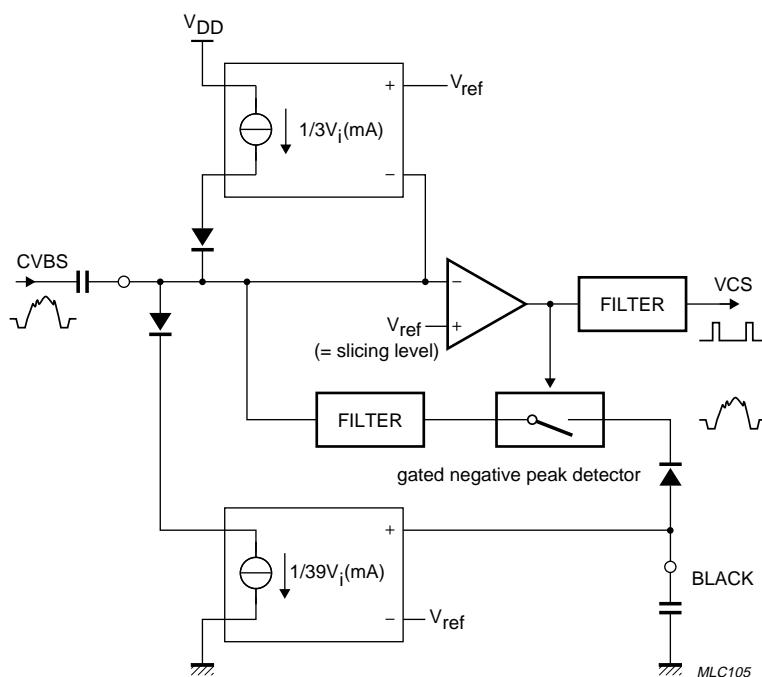 VDD
+
Vref
1/3Vi(mA)
−
CVBS
−
Vref
+
(= slicing level)
FILTER
VCS
FILTER
gated negative peak detector
+
1/39Vi(mA)
BLACK
−
Vref
MLC105